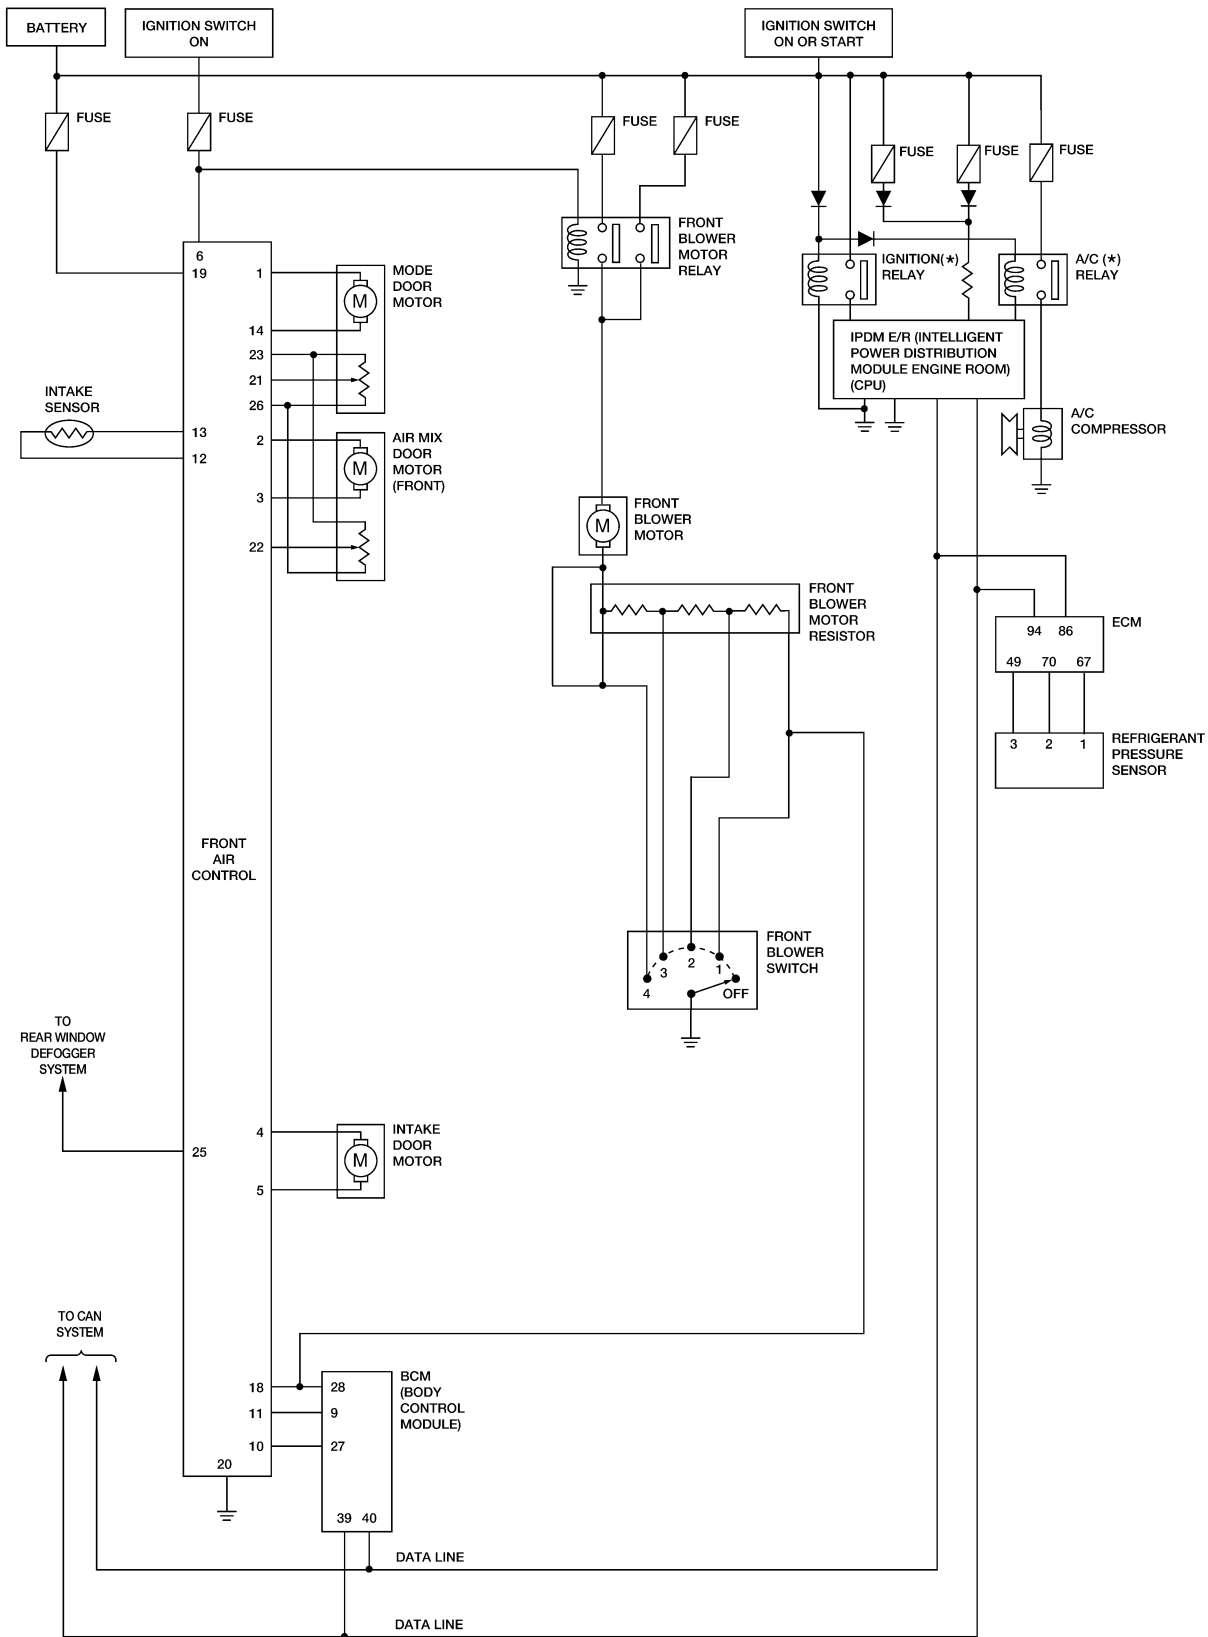 BATTERY
IGNITION SWITCH
ON
IGNITION SWITCH
ON OR START
FUSE
FUSE
FUSE
FUSE
FUSE
FUSE
FUSE
FRONT
BLOWER
MOTOR
RELAY
IGNITION(*)
RELAY
A/C (*)
RELAY
6
19
1
14
23
21
26
13
12
2
3
22
MODE
DOOR
MOTOR
M
INTAKE
SENSOR
AIR MIX
DOOR
MOTOR
(FRONT)
M
IPDM E/R (INTELLIGENT
POWER DISTRIBUTION
MODULE ENGINE ROOM)
(CPU)
A/C
COMPRESSOR
FRONT
BLOWER
MOTOR
M
FRONT
BLOWER
MOTOR
RESISTOR
ECM
94 86
49 70 67
3 2 1
REFRIGERANT
PRESSURE
SENSOR
FRONT
AIR
CONTROL
FRONT
BLOWER
SWITCH
4
3
2
1
OFF
TO
REAR WINDOW
DEFOGGER
SYSTEM
25
4
5
INTAKE
DOOR
MOTOR
M
TO CAN
SYSTEM
18
11
10
20
28
9
27
39 40
BCM
(BODY
CONTROL
MODULE)
DATA LINE
DATA LINE